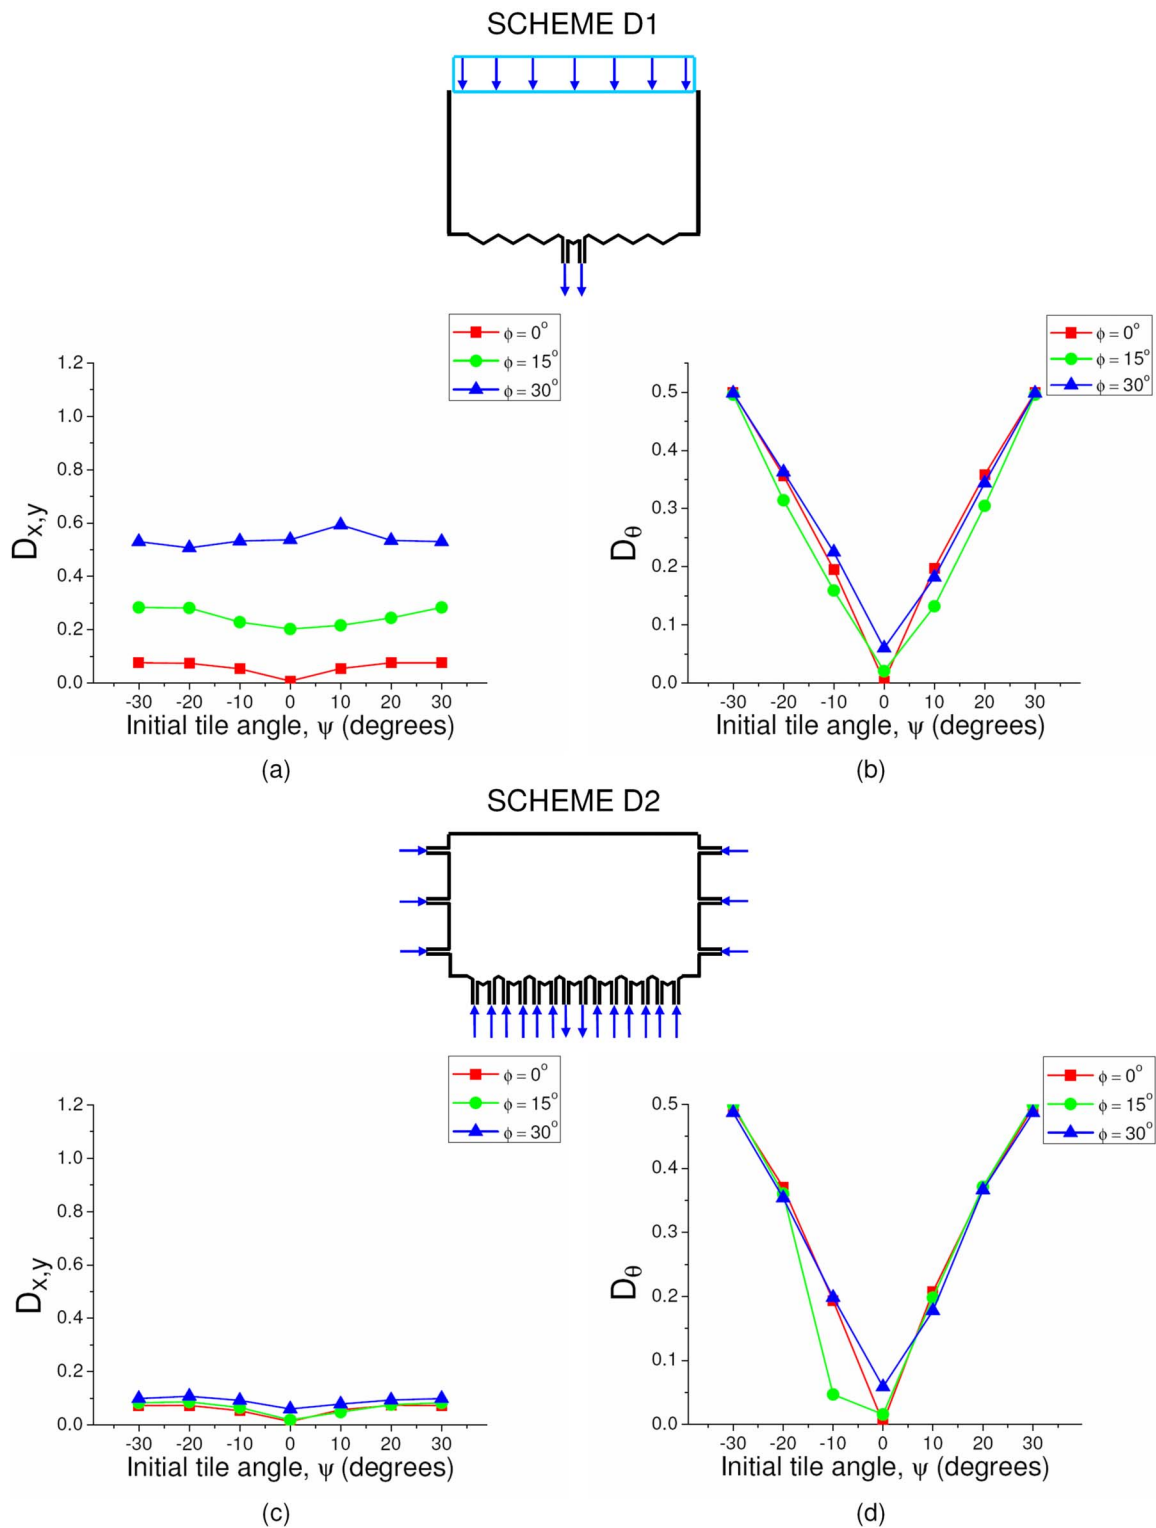 SCHEME D1
ϕ = 0°
ϕ = 15°
ϕ = 30°
1.2
1.0
0.8
0.6
0.4
0.2
0.0
D x,y
-30 -20 -10 0 10 20 30
Initial tile angle, ψ (degrees)
(a)
ϕ = 0°
ϕ = 15°
ϕ = 30°
0.5
0.4
0.3
0.2
0.1
0.0
D θ
-30 -20 -10 0 10 20 30
Initial tile angle, ψ (degrees)
(b)
SCHEME D2
ϕ = 0°
ϕ = 15°
ϕ = 30°
1.2
1.0
0.8
0.6
0.4
0.2
0.0
D x,y
-30 -20 -10 0 10 20 30
Initial tile angle, ψ (degrees)
(c)
ϕ = 0°
ϕ = 15°
ϕ = 30°
0.5
0.4
0.3
0.2
0.1
0.0
D θ
-30 -20 -10 0 10 20 30
Initial tile angle, ψ (degrees)
(d)